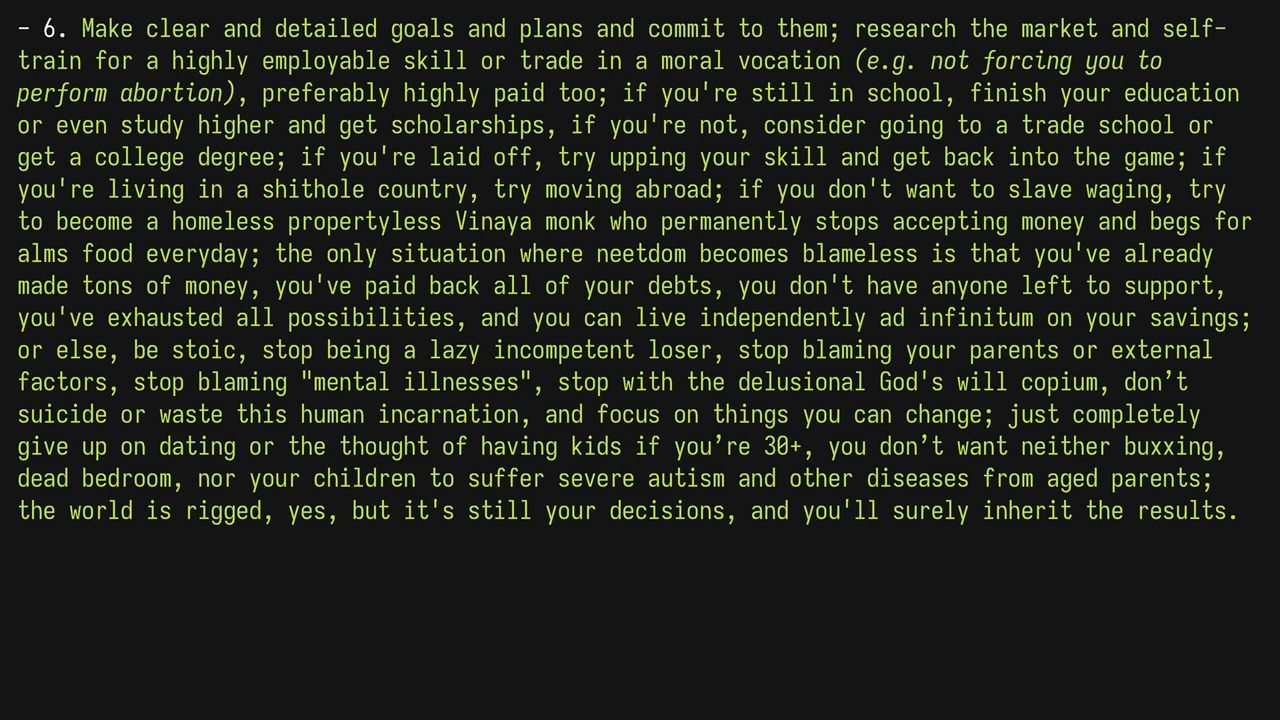 - 6. Make clear and detailed goals and plans and commit to them; research the market and self-
train for a highly employable skill or trade in a moral vocation (e.g. not forcing you to
perform abortion), preferably highly paid too; if you're still in school, finish your education
or even study higher and get scholarships, if you're not, consider going to a trade school or
get a college degree; if you're laid off, try upping your skill and get back into the game; if
you're living in a shithole country, try moving abroad; if you don't want to slave waging, try
to become a homeless propertyless Vinaya monk who permanently stops accepting money and begs for
alms food everyday; the only situation where neetdom becomes blameless is that you've already
made tons of money, you've paid back all of your debts, you don't have anyone left to support,
you've exhausted all possibilities, and you can live independently ad infinitum on your savings;
or else, be stoic, stop being a lazy incompetent loser, stop blaming your parents or external
factors, stop blaming "mental illnesses", stop with the delusional God's will copium, don’t
suicide or waste this human incarnation, and focus on things you can change; just completely
give up on dating or the thought of having kids if you’re 30+, you don’t want neither buxxing,
dead bedroom, nor your children to suffer severe autism and other diseases from aged parents;
the world is rigged, yes, but it's still your decisions, and you'll surely inherit the results.